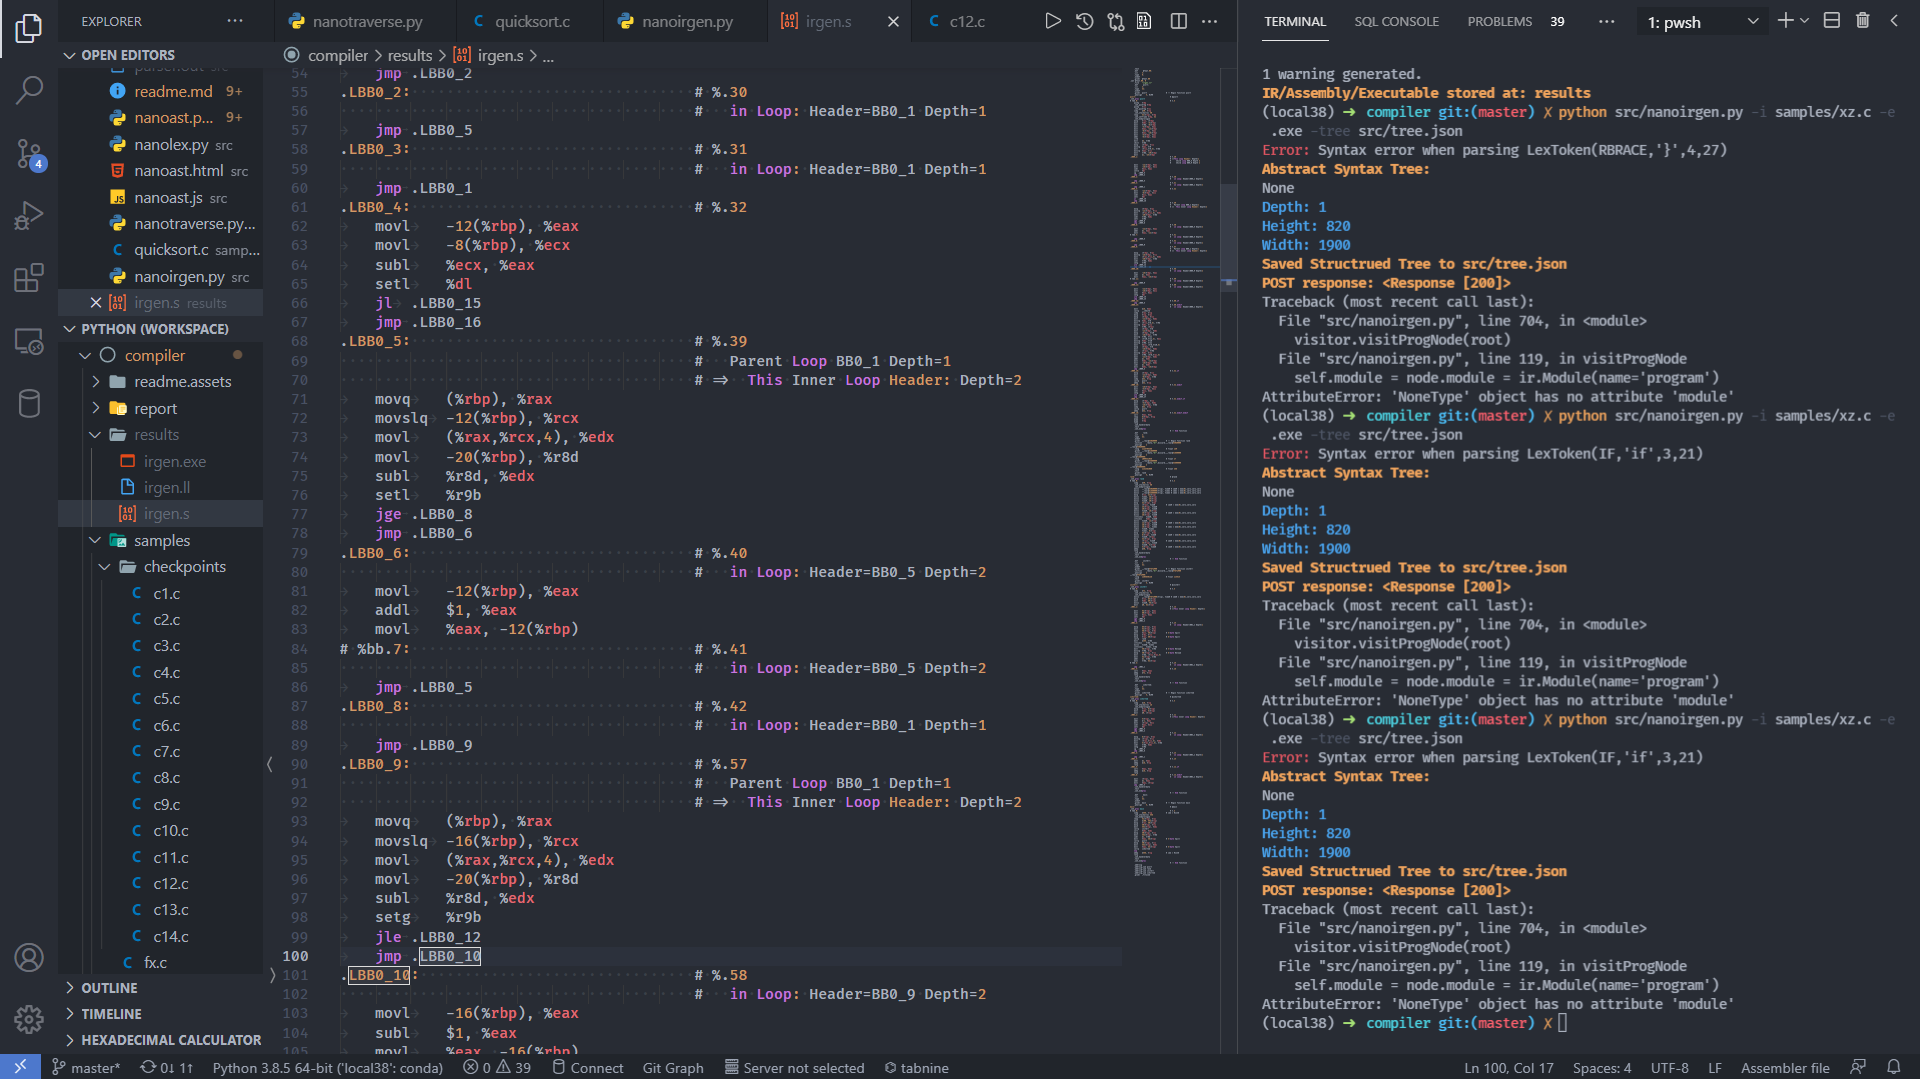 EXPLORER
OPEN EDITORS
parser.out src
readme.md 9+
nanoast.p... 9+
nanolex.py src
nanoast.html src
nanoast.js src
nanotraverse.py...
quicksort.c samp...
nanoirgen.py src
irgen.s results
PYTHON (WORKSPACE)
compiler
readme.assets
report
results
irgen.exe
irgen.ll
irgen.s
samples
checkpoints
c1.c
c2.c
c3.c
c4.c
c5.c
c6.c
c7.c
c8.c
c9.c
c10.c
c11.c
c12.c
c13.c
c14.c
fx.c
OUTLINE
TIMELINE
HEXADECIMAL CALCULATOR
4
nanotraverse.py
quicksort.c
nanoirgen.py
irgen.s
c12.c
compiler > results > irgen.s > ...
54 jmp .LBB0_2
55 .LBB0_2: # %.30
56 # in Loop: Header=BB0_1 Depth=1
57 jmp .LBB0_5
58 .LBB0_3: # %.31
59 # in Loop: Header=BB0_1 Depth=1
60 jmp .LBB0_1
61 .LBB0_4: # %.32
62 movl -12(%rbp), %eax
63 movl -8(%rbp), %ecx
64 subl %ecx, %eax
65 setl %dl
66 jl .LBB0_15
67 jmp .LBB0_16
68 .LBB0_5: # %.39
69 # Parent Loop BB0_1 Depth=1
70 # => This Inner Loop Header: Depth=2
71 movq (%rbp), %rax
72 movslq -12(%rbp), %rcx
73 movl (%rax,%rcx,4), %edx
74 movl -20(%rbp), %r8d
75 subl %r8d, %edx
76 setl %r9b
77 jge .LBB0_8
78 jmp .LBB0_6
79 .LBB0_6: # %.40
80 # in Loop: Header=BB0_5 Depth=2
81 movl -12(%rbp), %eax
82 addl $1, %eax
83 movl %eax, -12(%rbp)
84 # %bb.7: # %.41
85 # in Loop: Header=BB0_5 Depth=2
86 jmp .LBB0_5
87 .LBB0_8: # %.42
88 # in Loop: Header=BB0_1 Depth=1
89 jmp .LBB0_9
90 .LBB0_9: # %.57
91 # Parent Loop BB0_1 Depth=1
92 # => This Inner Loop Header: Depth=2
93 movq (%rbp), %rax
94 movslq -16(%rbp), %rcx
95 movl (%rax,%rcx,4), %edx
96 movl -20(%rbp), %r8d
97 subl %r8d, %edx
98 setg %r9b
99 jle .LBB0_12
100 jmp .LBB0_10
101 .LBB0_10: # %.58
102 # in Loop: Header=BB0_9 Depth=2
103 movl -16(%rbp), %eax
104 subl $1, %eax
105 movl %eax, -16(%rbp)
TERMINAL SQL CONSOLE PROBLEMS 39 ... 1: pwsh
1 warning generated.
IR/Assembly/Executable stored at: results
(local38) ➜ compiler git:(master) ✗ python src/nanoirgen.py -i samples/xz.c -e
.exe -tree src/tree.json
Error: Syntax error when parsing LexToken(RBRACE,'}',4,27)
Abstract Syntax Tree:
None
Depth: 1
Height: 820
Width: 1900
Saved Structrued Tree to src/tree.json
POST response: <Response [200]>
Traceback (most recent call last):
File "src/nanoirgen.py", line 704, in <module>
visitor.visitProgNode(root)
File "src/nanoirgen.py", line 119, in visitProgNode
self.module = node.module = ir.Module(name='program')
AttributeError: 'NoneType' object has no attribute 'module'
(local38) ➜ compiler git:(master) ✗ python src/nanoirgen.py -i samples/xz.c -e
.exe -tree src/tree.json
Error: Syntax error when parsing LexToken(IF,'if',3,21)
Abstract Syntax Tree:
None
Depth: 1
Height: 820
Width: 1900
Saved Structrued Tree to src/tree.json
POST response: <Response [200]>
Traceback (most recent call last):
File "src/nanoirgen.py", line 704, in <module>
visitor.visitProgNode(root)
File "src/nanoirgen.py", line 119, in visitProgNode
self.module = node.module = ir.Module(name='program')
AttributeError: 'NoneType' object has no attribute 'module'
(local38) ➜ compiler git:(master) ✗ python src/nanoirgen.py -i samples/xz.c -e
.exe -tree src/tree.json
Error: Syntax error when parsing LexToken(IF,'if',3,21)
Abstract Syntax Tree:
None
Depth: 1
Height: 820
Width: 1900
Saved Structrued Tree to src/tree.json
POST response: <Response [200]>
Traceback (most recent call last):
File "src/nanoirgen.py", line 704, in <module>
visitor.visitProgNode(root)
File "src/nanoirgen.py", line 119, in visitProgNode
self.module = node.module = ir.Module(name='program')
AttributeError: 'NoneType' object has no attribute 'module'
(local38) ➜ compiler git:(master) ✗
master* 0↓ 1↑ Python 3.8.5 64-bit ('local38': conda) 0 39 Connect Git Graph Server not selected tabnine Ln 100, Col 17 Spaces: 4 UTF-8 LF Assembler file